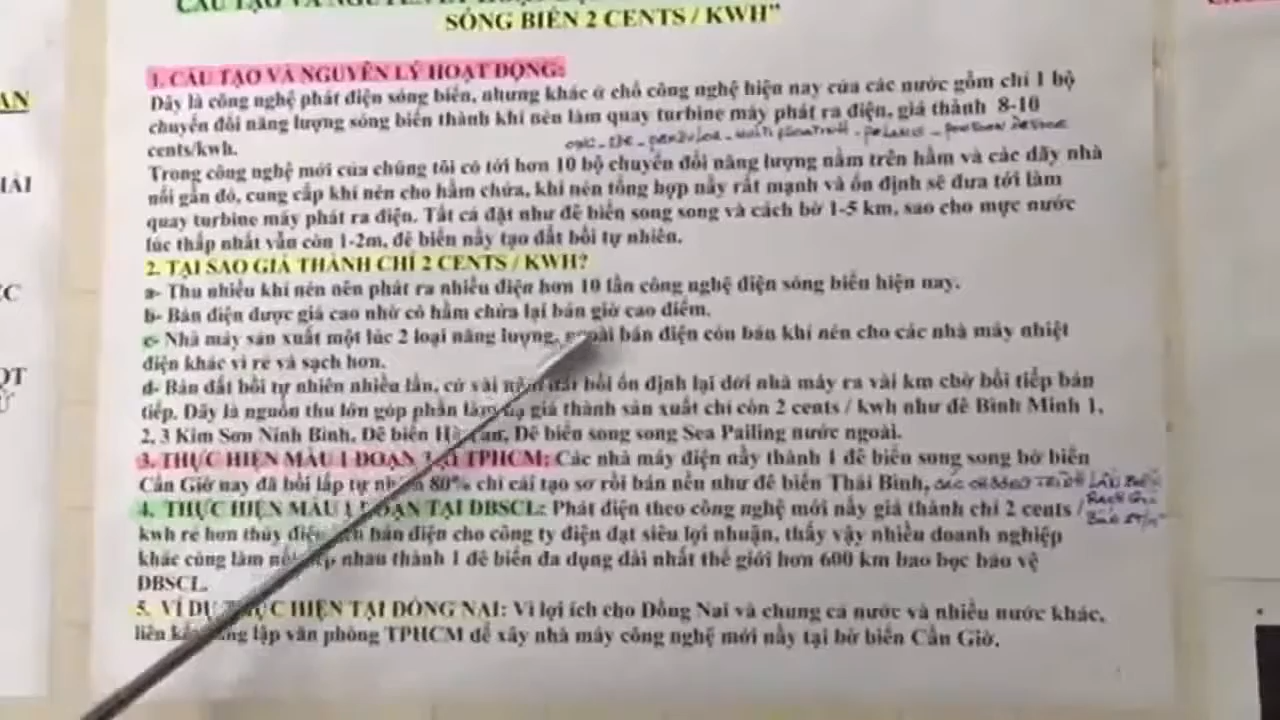 CẤU TẠO VÀ NGUYÊN LÝ HOẠT
SÓNG BIỂN 2 CENTS / KWH”
1. CẤU TẠO VÀ NGUYÊN LÝ HOẠT ĐỘNG:
Đây là công nghệ phát điện sóng biển, nhưng khác ở chỗ công nghệ hiện nay của các nước gồm chỉ 1 bộ
chuyển đổi năng lượng sóng biển thành khí nén làm quay turbine máy phát ra điện, giá thành 8-10
cents/kwh.
Trong công nghệ mới của chúng tôi có tới hơn 10 bộ chuyển đổi năng lượng nằm trên hầm và các dãy nhà
nổi gần đó, cung cấp khí nén cho hầm chứa, khí nén tổng hợp nầy rất mạnh và ổn định sẽ đưa tới làm
quay turbine máy phát ra điện. Tất cả đặt như đê biển song song và cách bờ 1-5 km, sao cho mực nước
lúc thấp nhất vẫn còn 1-2m, đê biển nầy tạo đất bồi tự nhiên.
2. TẠI SAO GIÁ THÀNH CHỈ 2 CENTS / KWH?
a- Thu nhiều khí nén nên phát ra nhiều điện hơn 10 lần công nghệ điện sóng biển hiện nay.
b- Bán điện được giá cao nhờ có hầm chứa lại bán giờ cao điểm.
c- Nhà máy sản xuất một lúc 2 loại năng lượng, ngoài bán điện còn bán khí nén cho các nhà máy nhiệt
điện khác vì rẻ và sạch hơn.
d- Bán đất bồi tự nhiên nhiều lần, cứ vài năm đất bồi ổn định lại dời nhà máy ra vài km chờ bồi tiếp bán
tiếp. Đây là nguồn thu lớn góp phần làm hạ giá thành sản xuất chỉ còn 2 cents / kwh như đê Bình Minh 1,
2, 3 Kim Sơn Ninh Bình, Đê biển Hà Lan, Đê biển song song Sea Pailing nước ngoài.
3. THỰC HIỆN MẪU 1 ĐOẠN TẠI TPHCM: Các nhà máy điện nầy thành 1 đê biển song song bờ biển
Cần Giờ nay đã bồi lấp tự nhiên 80% chỉ cải tạo sơ rồi bán nền như đê biển Thái Bình, CÁC
4. THỰC HIỆN MẪU 1 ĐOẠN TẠI ĐBSCL: Phát điện theo công nghệ mới nầy giá thành chỉ 2 cents /
kwh rẻ hơn thủy điện bán điện cho công ty điện đạt siêu lợi nhuận, thấy vậy nhiều doanh nghiệp
khác cùng làm nối tiếp nhau thành 1 đê biển đa dụng dài nhất thế giới hơn 600 km bao bọc bảo vệ
ĐBSCL.
5. VÍ DỤ THỰC HIỆN TẠI ĐỒNG NAI: Vì lợi ích cho Đồng Nai và chung cả nước và nhiều nước khác,
liên kết lập văn phòng TPHCM để xây nhà máy công nghệ mới nầy tại bờ biển Cần Giờ.
AN
IẢI